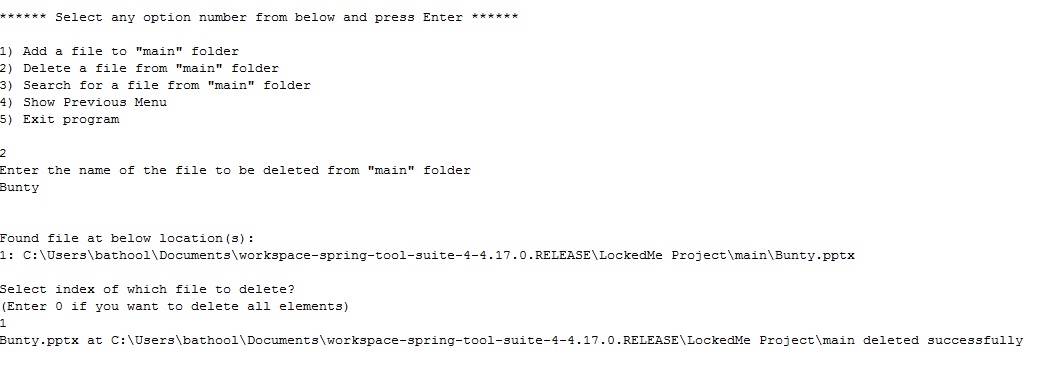 ****** Select any option number from below and press Enter ******
1) Add a file to "main" folder
2) Delete a file from "main" folder
3) Search for a file from "main" folder
4) Show Previous Menu
5) Exit program
2
Enter the name of the file to be deleted from "main" folder
Bunty
Found file at below location(s):
1: C:\Users\bathool\Documents\workspace-spring-tool-suite-4-4.17.0.RELEASE\LockedMe Project\main\Bunty.pptx
Select index of which file to delete?
(Enter 0 if you want to delete all elements)
1
Bunty.pptx at C:\Users\bathool\Documents\workspace-spring-tool-suite-4-4.17.0.RELEASE\LockedMe Project\main deleted successfully